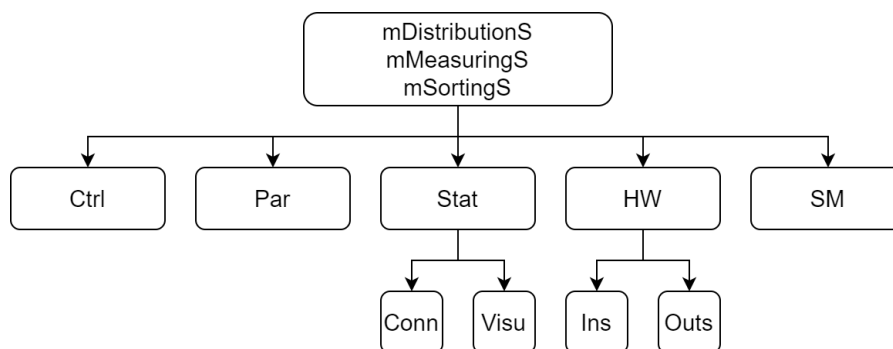 mDistributionS
mMeasuringS
mSortingS
Ctrl
Par
Stat
HW
SM
Conn
Visu
Ins
Outs